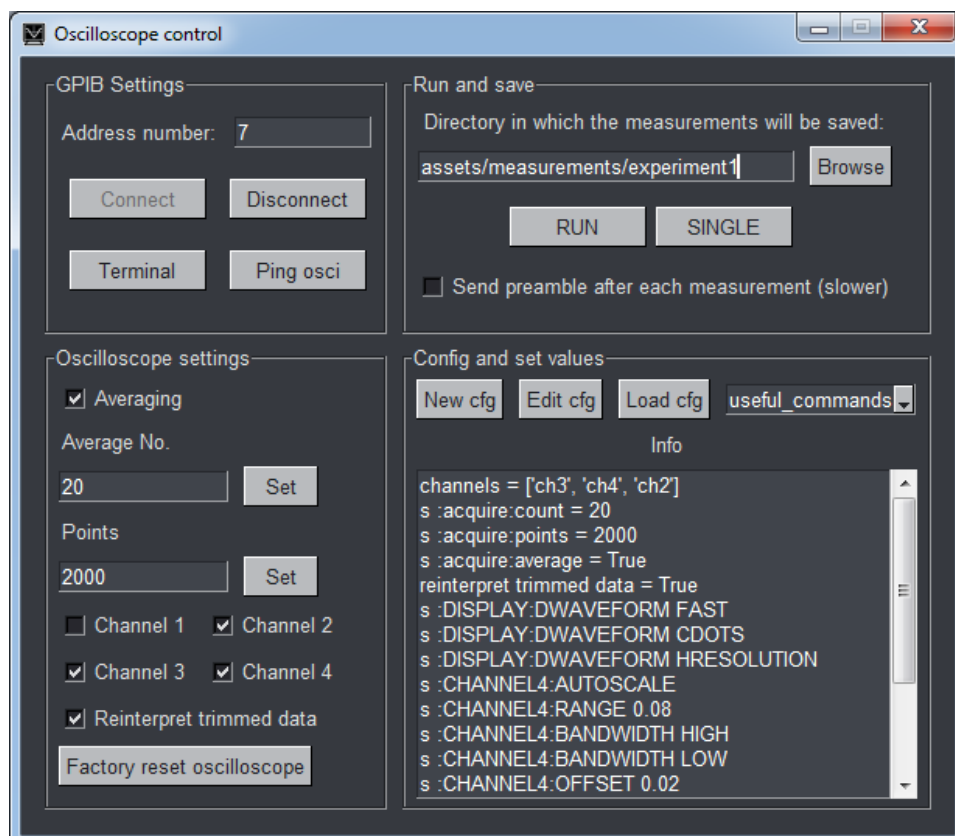 Oscilloscope control
GPIB Settings
Address number: 7
Connect Disconnect
Terminal Ping osci
Run and save
Directory in which the measurements will be saved:
assets/measurements/experiment1 Browse
RUN SINGLE
Send preamble after each measurement (slower)
Oscilloscope settings
Averaging
Average No.
20 Set
Points
2000 Set
Channel 1 Channel 2
Channel 3 Channel 4
Reinterpret trimmed data
Factory reset oscilloscope
Config and set values
New cfg Edit cfg Load cfg useful_commands
Info
channels = ['ch3', 'ch4', 'ch2']
s :acquire:count = 20
s :acquire:points = 2000
s :acquire:average = True
reinterpret trimmed data = True
s :DISPLAY:DWAVEFORM FAST
s :DISPLAY:DWAVEFORM CDOTS
s :DISPLAY:DWAVEFORM HRESOLUTION
s :CHANNEL4:AUTOSCALE
s :CHANNEL4:RANGE 0.08
s :CHANNEL4:BANDWIDTH HIGH
s :CHANNEL4:BANDWIDTH LOW
s :CHANNEL4:OFFSET 0.02